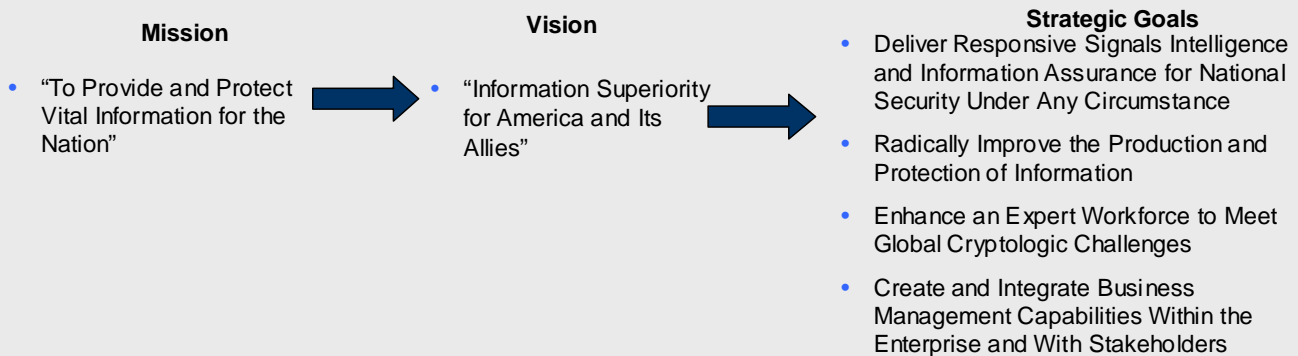 Mission
• “To Provide and Protect
Vital Information for the
Nation”
Vision
• “Information Superiority
for America and Its
Allies”
Strategic Goals
• Deliver Responsive Signals Intelligence
and Information Assurance for National
Security Under Any Circumstance
• Radically Improve the Production and
Protection of Information
• Enhance an Expert Workforce to Meet
Global Cryptologic Challenges
• Create and Integrate Business
Management Capabilities Within the
Enterprise and With Stakeholders